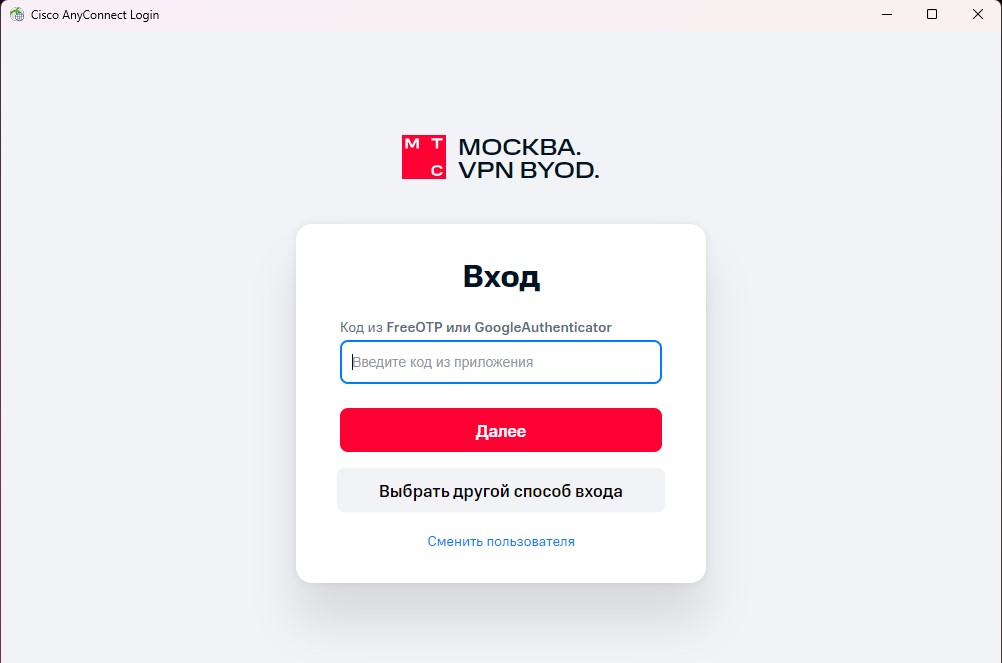 Cisco AnyConnect Login
М Т
С
МОСКВА.
VPN BYOD.
Вход
Код из FreeOTP или GoogleAuthenticator
Введите код из приложения
Далее
Выбрать другой способ входа
Сменить пользователя